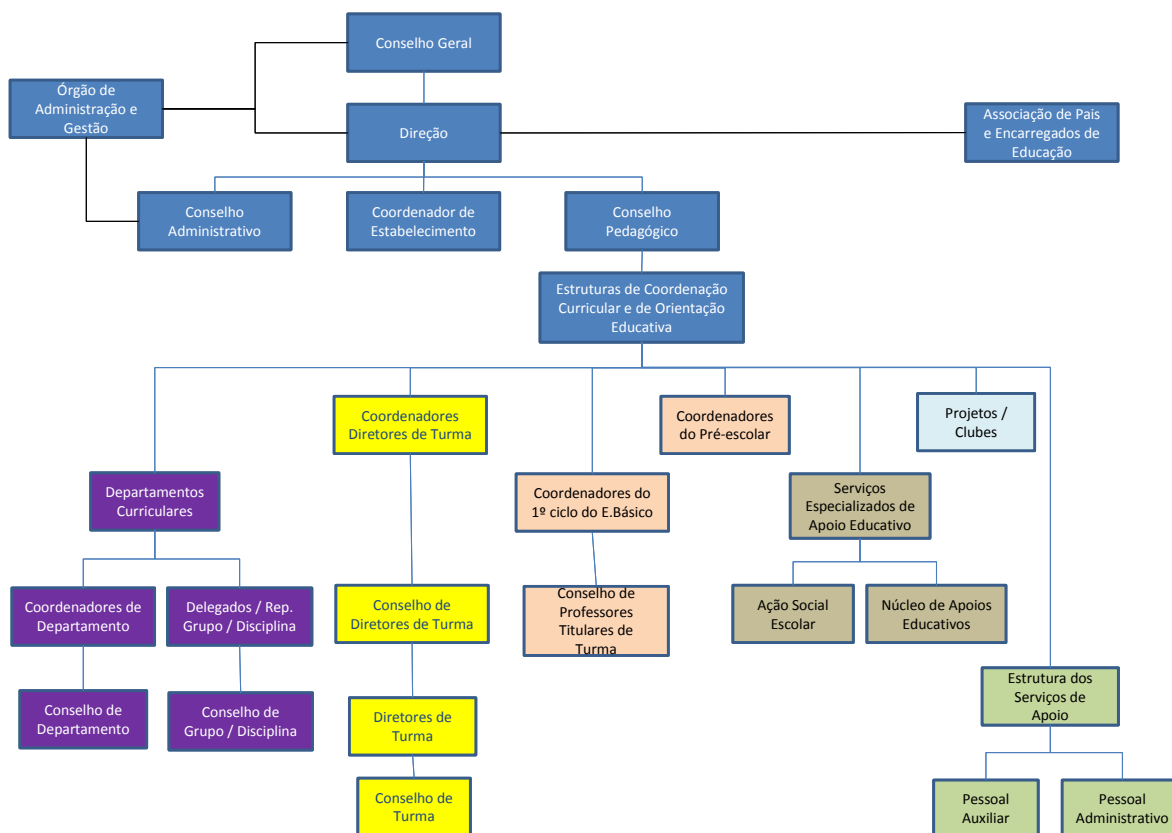 Conselho Geral
Órgão de
Administração e
Gestão
Direção
Associação de Pais
e Encarregados de
Educação
Conselho
Administrativo
Coordenador de
Estabelecimento
Conselho
Pedagógico
Estruturas de Coordenação
Curricular e de Orientação
Educativa
Coordenadores
Diretores de Turma
Coordenadores
do Pré-escolar
Projetos /
Clubes
Departamentos
Curriculares
Coordenadores do
1º ciclo do E.Básico
Serviços
Especializados de
Apoio Educativo
Coordenadores de
Departamento
Delegados / Rep.
Grupo / Disciplina
Conselho de
Diretores de Turma
Conselho de
Professores
Titulares de
Turma
Ação Social
Escolar
Núcleo de Apoios
Educativos
Conselho de
Departamento
Conselho de
Grupo / Disciplina
Diretores de
Turma
Estrutura dos
Serviços de
Apoio
Conselho de
Turma
Pessoal
Auxiliar
Pessoal
Administrativo